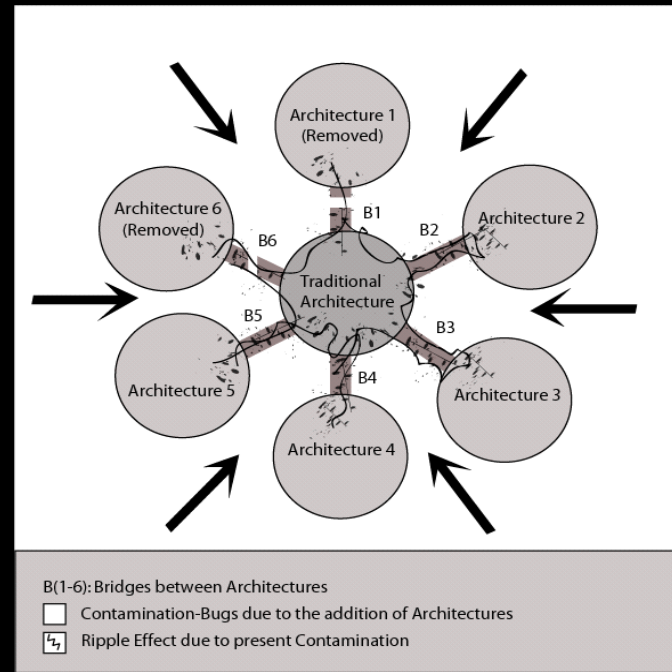 Architecture 1
(Removed)
Architecture 6
(Removed)
Architecture 2
B1
B2
B6
Traditional
Architecture
B5
B3
B4
Architecture 5
Architecture 3
Architecture 4
B(1-6): Bridges between Architectures
Contamination-Bugs due to the addition of Architectures
Ripple Effect due to present Contamination